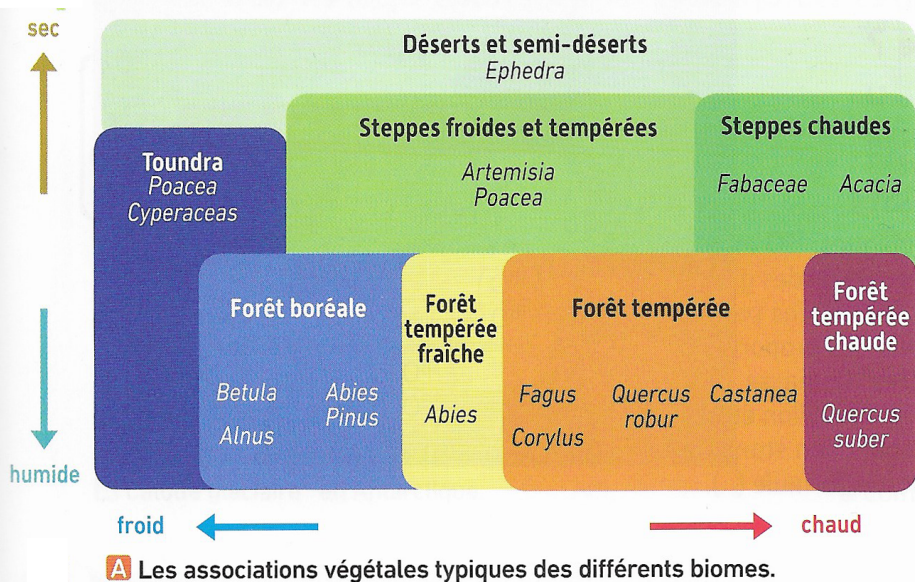 sec
Déserts et semi-déserts
Ephedra
Steppes froides et tempérées
Steppes chaudes
Toundra
Poacea
Cyperaceas
Artemisia
Poacea
Fabaceae
Acacia
Forêt boréale
Forêt
tempérée
fraîche
Forêt tempérée
Forêt
tempérée
chaude
Betula
Abies
Pinus
Alnus
Abies
Fagus
Quercus
robur
Castanea
Corylus
Quercus
suber
humide
froid
chaud
A Les associations végétales typiques des différents biomes.